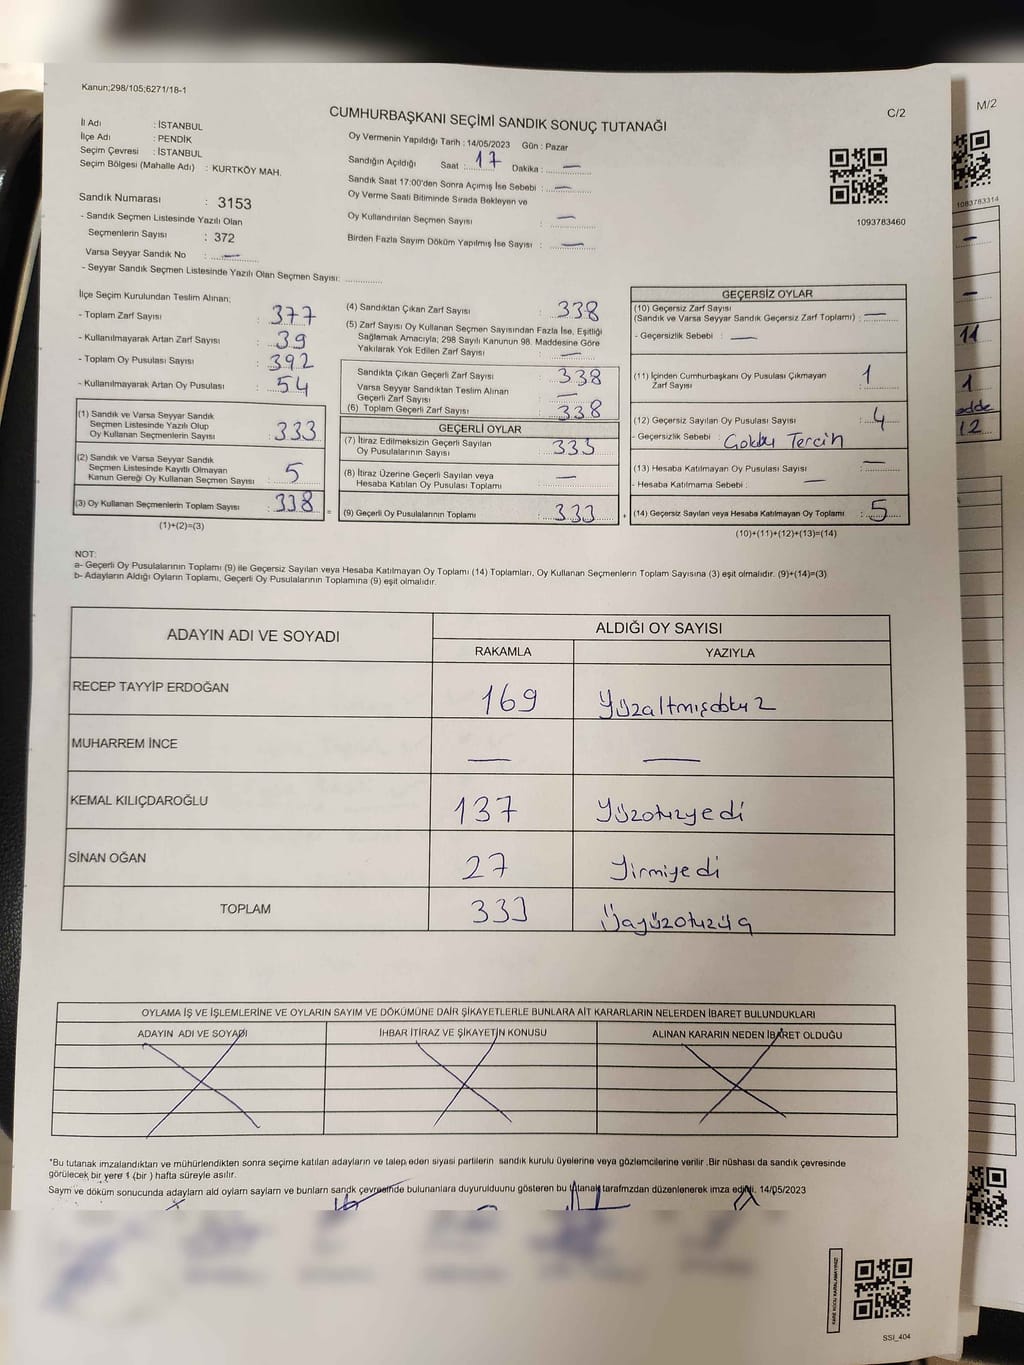 Kanun;298/105;6271/18-1
CUMHURBAŞKANI SEÇİMİ SANDIK SONUÇ TUTANAĞI
C/2
M/2
İl Adı : İSTANBUL
İlçe Adı : PENDİK
Seçim Çevresi : İSTANBUL
Seçim Bölgesi (Mahalle Adı) : KURTKÖY MAH.
Oy Vermenin Yapıldığı Tarih : 14/05/2023 Gün : Pazar
Sandığın Açıldığı Saat : 17 Dakika : —
Sandık Saat 17:00'den Sonra Açımış İse Sebebi : —
Oy Verme Saati Bitiminde Sırada Bekleyen ve
Oy Kullandırılan Seçmen Sayısı : —
Birden Fazla Sayım Döküm Yapılmış İse Sayısı : —
1093783460
1083783314
Sandık Numarası : 3153
- Sandık Seçmen Listesinde Yazılı Olan
Seçmenlerin Sayısı : 372
Varsa Seyyar Sandık No : —
- Seyyar Sandık Seçmen Listesinde Yazılı Olan Seçmen Sayısı:
İlçe Seçim Kurulundan Teslim Alınan;
- Toplam Zarf Sayısı : 377
- Kullanılmayarak Artan Zarf Sayısı : 39
- Toplam Oy Pusulası Sayısı : 392
- Kullanılmayarak Artan Oy Pusulası : 54
(1) Sandık ve Varsa Seyyar Sandık
Seçmen Listesinde Yazılı Olup
Oy Kullanan Seçmenlerin Sayısı : 333
(2) Sandık ve Varsa Seyyar Sandık
Seçmen Listesinde Kayıtlı Olmayan
Kanun Gereği Oy Kullanan Seçmen Sayısı : 5
(3) Oy Kullanan Seçmenlerin Toplam Sayısı : 338
(1)+(2)=(3)
(4) Sandıktan Çıkan Zarf Sayısı : 338
(5) Zarf Sayısı Oy Kullanan Seçmen Sayısından Fazla İse, Eşitliği
Sağlamak Amacıyla; 298 Sayılı Kanunun 98. Maddesine Göre
Yakılarak Yok Edilen Zarf Sayısı : —
Sandıkta Çıkan Geçerli Zarf Sayısı : 338
Varsa Seyyar Sandıktan Teslim Alınan
Geçerli Zarf Sayısı : —
(6) Toplam Geçerli Zarf Sayısı : 338
GEÇERLİ OYLAR
(7) İtiraz Edilmeksizin Geçerli Sayılan
Oy Pusulalarının Sayısı : 333
(8) İtiraz Üzerine Geçerli Sayılan veya
Hesaba Katılan Oy Pusulası Toplamı : —
(9) Geçerli Oy Pusulalarının Toplamı : 333
GEÇERSİZ OYLAR
(10) Geçersiz Zarf Sayısı
(Sandık ve Varsa Seyyar Sandık Geçersiz Zarf Toplamı) : —
- Geçersizlik Sebebi : —
(11) İçinden Cumhurbaşkanı Oy Pusulası Çıkmayan
Zarf Sayısı : 1
(12) Geçersiz Sayılan Oy Pusulası Sayısı : 4
- Geçersizlik Sebebi : Goklu Tercih
(13) Hesaba Katılmayan Oy Pusulası Sayısı : —
- Hesaba Katılmama Sebebi : —
(14) Geçersiz Sayılan veya Hesaba Katılmayan Oy Toplamı : 5
(10)+(11)+(12)+(13)=(14)
11
1
adde
12
NOT:
a- Geçerli Oy Pusulasının Toplamı (9) ile Geçersiz Sayılan veya Hesaba Katılmayan Oy Toplamı (14) Toplamları, Oy Kullanan Seçmenlerin Toplam Sayısına (3) eşit olmalıdır. (9)+(14)=(3)
b- Adayların Aldığı Oyların Toplamı, Geçerli Oy Pusulalarının Toplamına (9) eşit olmalıdır.
ADAYIN ADI VE SOYADI
ALDIĞI OY SAYISI
RAKAMLA YAZIYLA
RECEP TAYYİP ERDOĞAN 169 Yüzaltmışdokuz
MUHARREM İNCE — —
KEMAL KILIÇDAROĞLU 137 Yüzotuzyedi
SİNAN OĞAN 27 Yirmiyedi
TOPLAM 333 Üçyüzotuzüç
OYLAMA İŞ VE İŞLEMLERİNE VE OYLARIN SAYIM VE DÖKÜMÜNE DAİR ŞİKAYETLERLE BUNLARA AİT KARARLARIN NELERDEN İBARET BULUNDUKLARI
ADAYIN ADI VE SOYADI İHBAR İTİRAZ VE ŞİKAYETİN KONUSU ALINAN KARARIN NEDEN İBARET OLDUĞU
*Bu tutanak imzalandıktan ve mühürlendikten sonra seçime katılan adayların ve talep eden siyasi partilerin sandık kurulu üyelerine veya gözlemcilerine verilir .Bir nüshası da sandık çevresinde
görülecek bir yere 1 (bir ) hafta süreyle asılır.
Sayım ve döküm sonucunda adayların ald oyların sayların ve bunların sandk çevresinde bulunanlara duyurulduunu gösteren bu tutanak tarafmzdan düzenlenerek imza edildi. 14/05/2023
KARE KODU KARALAMAYINIZ!
SSİ_404